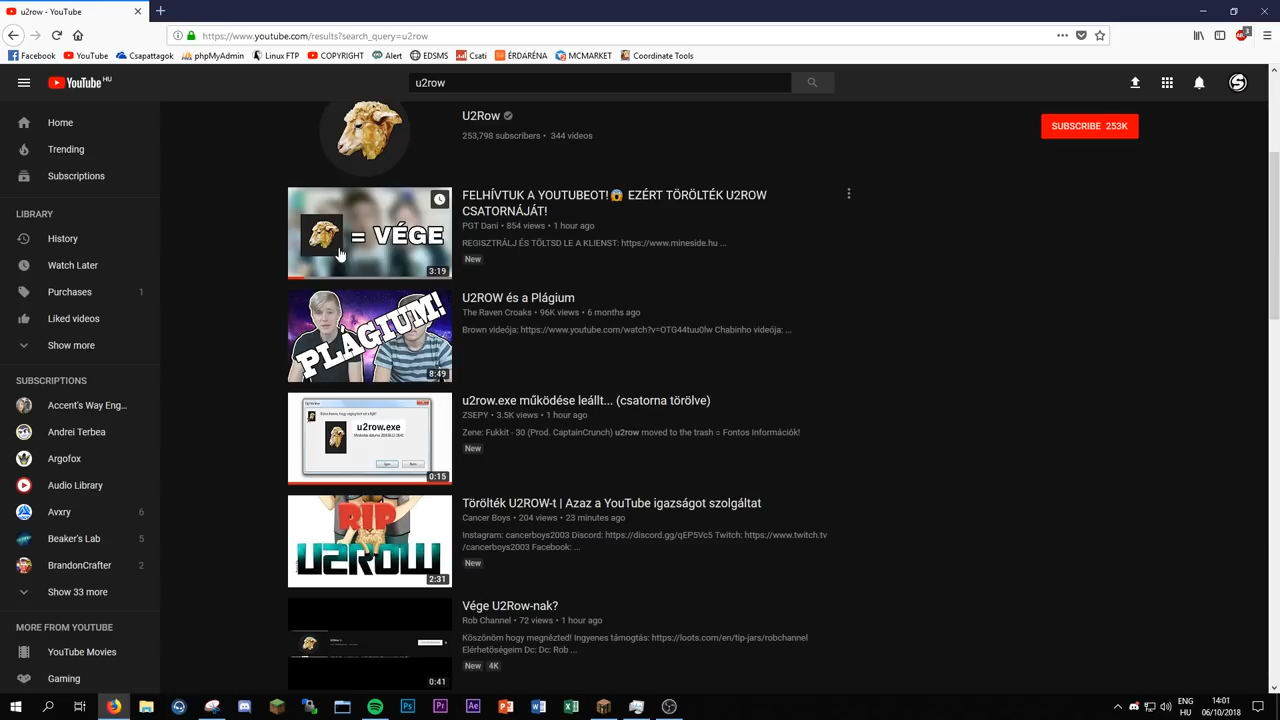 u2row - YouTube
https://www.youtube.com/results?search_query=u2row
Facebook YouTube Csapattagok phpMyAdmin Linux FTP COPYRIGHT Alert EDSMS Csati ÉRDARÉNA MCMARKET Coordinate Tools
YouTube HU
u2row
Home
Trending
Subscriptions
LIBRARY
History
Watch Later
Purchases 1
Liked videos
Show more
SUBSCRIPTIONS
Accent's Way Eng...
Andrei Terbea
Argofox
Audio Library
Avxry 6
Beaker's Lab 5
BrandonCrafter 2
Show 33 more
MORE FROM YOUTUBE
YouTube Movies
Gaming
U2Row
253,798 subscribers • 344 videos
SUBSCRIBE 253K
= VÉGE
3:19
FELHÍVTUK A YOUTUBEOT!😱 EZÉRT TÖRÖLTÉK U2ROW
CSATORNÁJÁT!
PGT Dani • 854 views • 1 hour ago
REGISZTRÁLJ ÉS TÖLTSD LE A KLIENST: https://www.mineside.hu ...
New
PLÁGIUM!
8:49
U2ROW és a Plágium
The Raven Croaks • 96K views • 6 months ago
Brown videója: https://www.youtube.com/watch?v=OTG44tuu0lw Chabinho videója: ...
u2row.exe
0:15
u2row.exe működése leállt... (csatorna törölve)
ZSEPY • 3.5K views • 1 hour ago
Zene: Fukkit - 30 (Prod. CaptainCrunch) u2row moved to the trash ○ Fontos Információk!
New
RIP
U2ROW
2:31
Törölték U2ROW-t | Azaz a YouTube igazságot szolgáltat
Cancer Boys • 204 views • 23 minutes ago
Instagram: cancerboys2003 Discord: https://discord.gg/qEP5Vc5 Twitch: https://www.twitch.tv
/cancerboys2003 Facebook: ...
New
0:41
Vége U2Row-nak?
Rob Channel • 72 views • 1 hour ago
Köszönöm hogy megnézted! Ingyenes támogtás: https://loots.com/en/tip-jars/robchannel
Elérhetőségeim Dc; Dc: Rob ...
New 4K
ENG
HU
14:01
06/10/2018